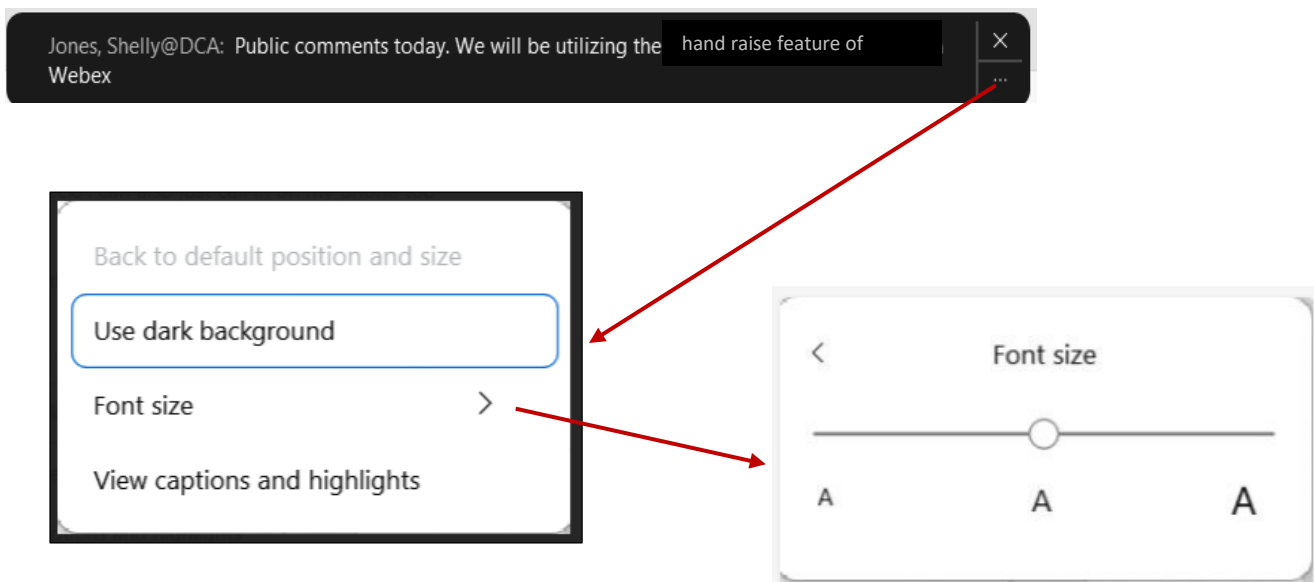 Jones, Shelly@DCA: Public comments today. We will be utilizing the hand raise feature of
Webex
Back to default position and size
Use dark background
Font size
View captions and highlights
Font size
A A A